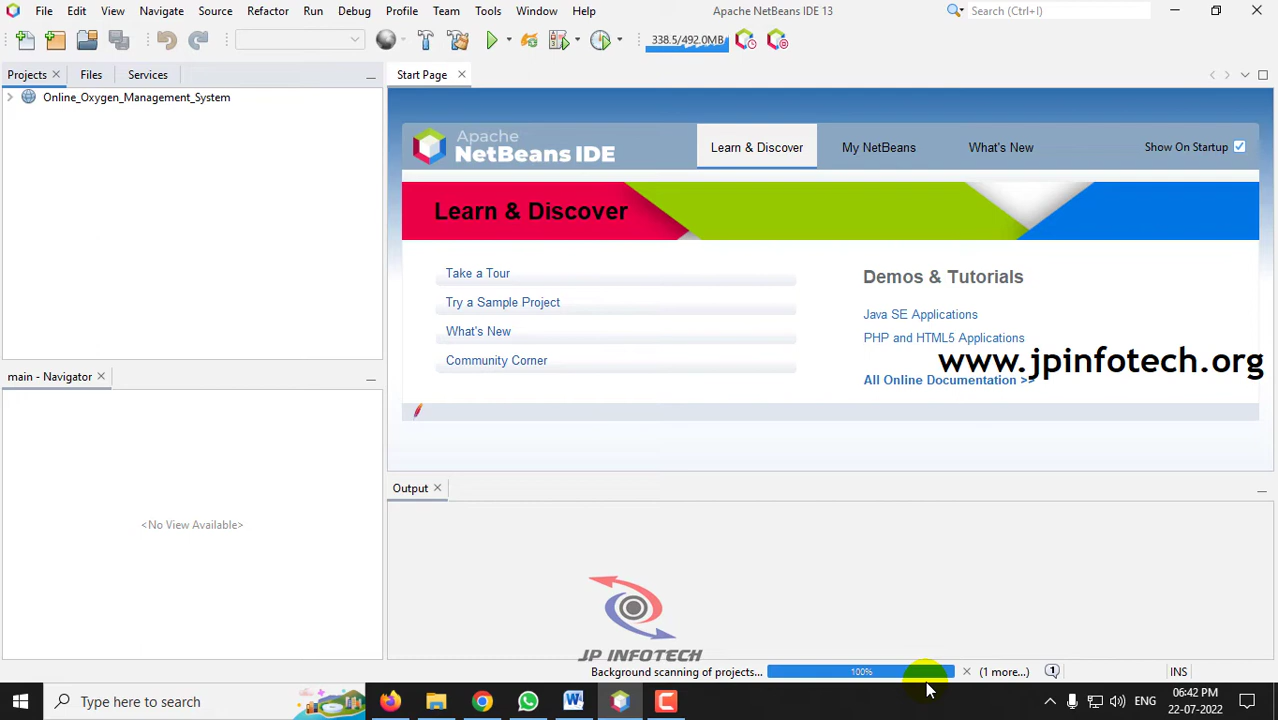 File Edit View Navigate Source Refactor Run Debug Profile Team Tools Window Help Apache NetBeans IDE 13 Search (Ctrl+I)
338.5/492.0MB
Projects Files Services Start Page
Online_Oxygen_Management_System
Apache
NetBeans IDE
Learn & Discover My NetBeans What's New Show On Startup
Learn & Discover
Take a Tour
Try a Sample Project
What's New
Community Corner
Demos & Tutorials
Java SE Applications
PHP and HTML5 Applications
www.jpinfotech.org
All Online Documentation >>
main - Navigator
<No View Available>
Output
JP INFOTECH
Background scanning of projects... 100% (1 more...) 1 INS
Type here to search
W
ENG
06:42 PM
22-07-2022